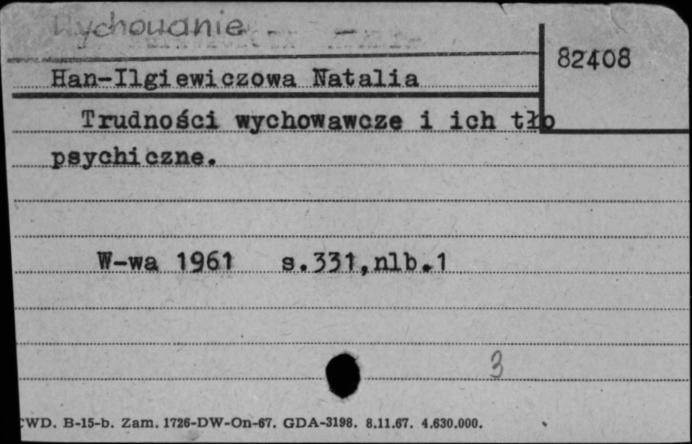 Wychowanie
82408
Han-Ilgiewiczowa Natalia
Trudności wychowawcze i ich tło
psychiczne.
W-wa 1961 s.331,nlb.1
3
CWD. B-15-b. Zam. 1726-DW-On-67. GDA-3198. 8.11.67. 4.630.000.